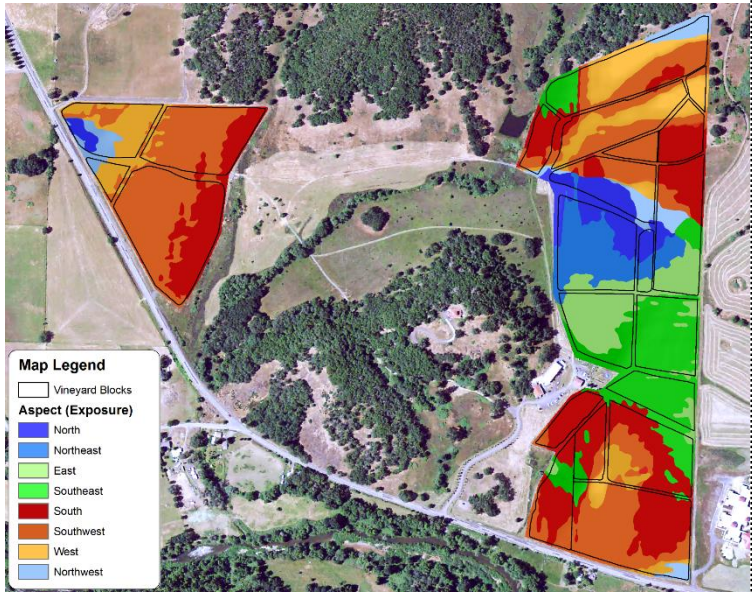 Map Legend
Vineyard Blocks
Aspect (Exposure)
North
Northeast
East
Southeast
South
Southwest
West
Northwest